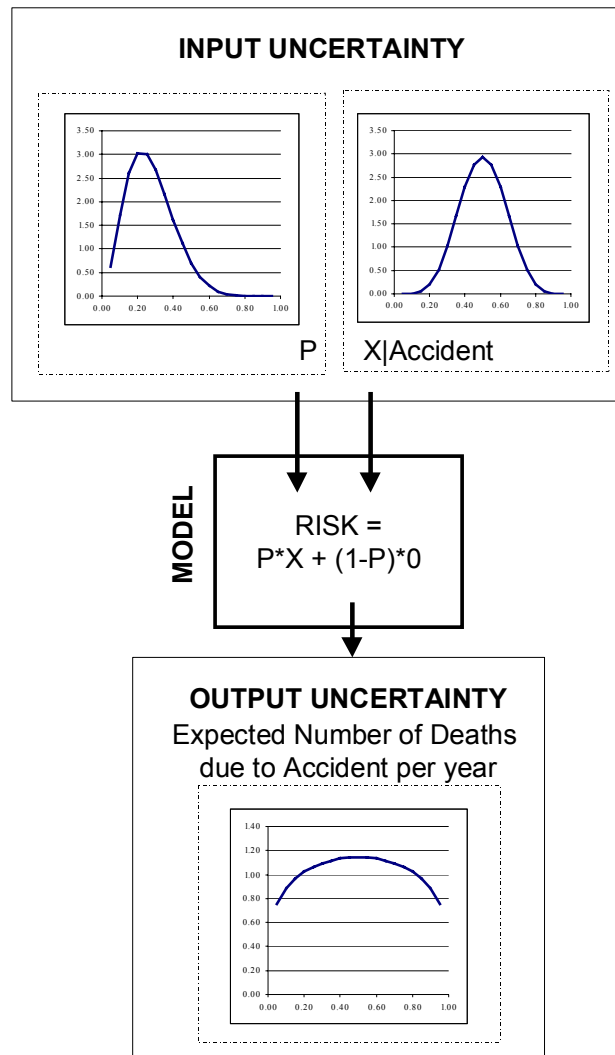 INPUT UNCERTAINTY
3.50
3.00
2.50
2.00
1.50
1.00
0.50
0.00
0.00 0.20 0.40 0.60 0.80 1.00
P
3.50
3.00
2.50
2.00
1.50
1.00
0.50
0.00
0.00 0.20 0.40 0.60 0.80 1.00
X|Accident
MODEL
RISK =
P*X + (1-P)*0
OUTPUT UNCERTAINTY
Expected Number of Deaths
due to Accident per year
1.40
1.20
1.00
0.80
0.60
0.40
0.20
0.00
0.00 0.20 0.40 0.60 0.80 1.00